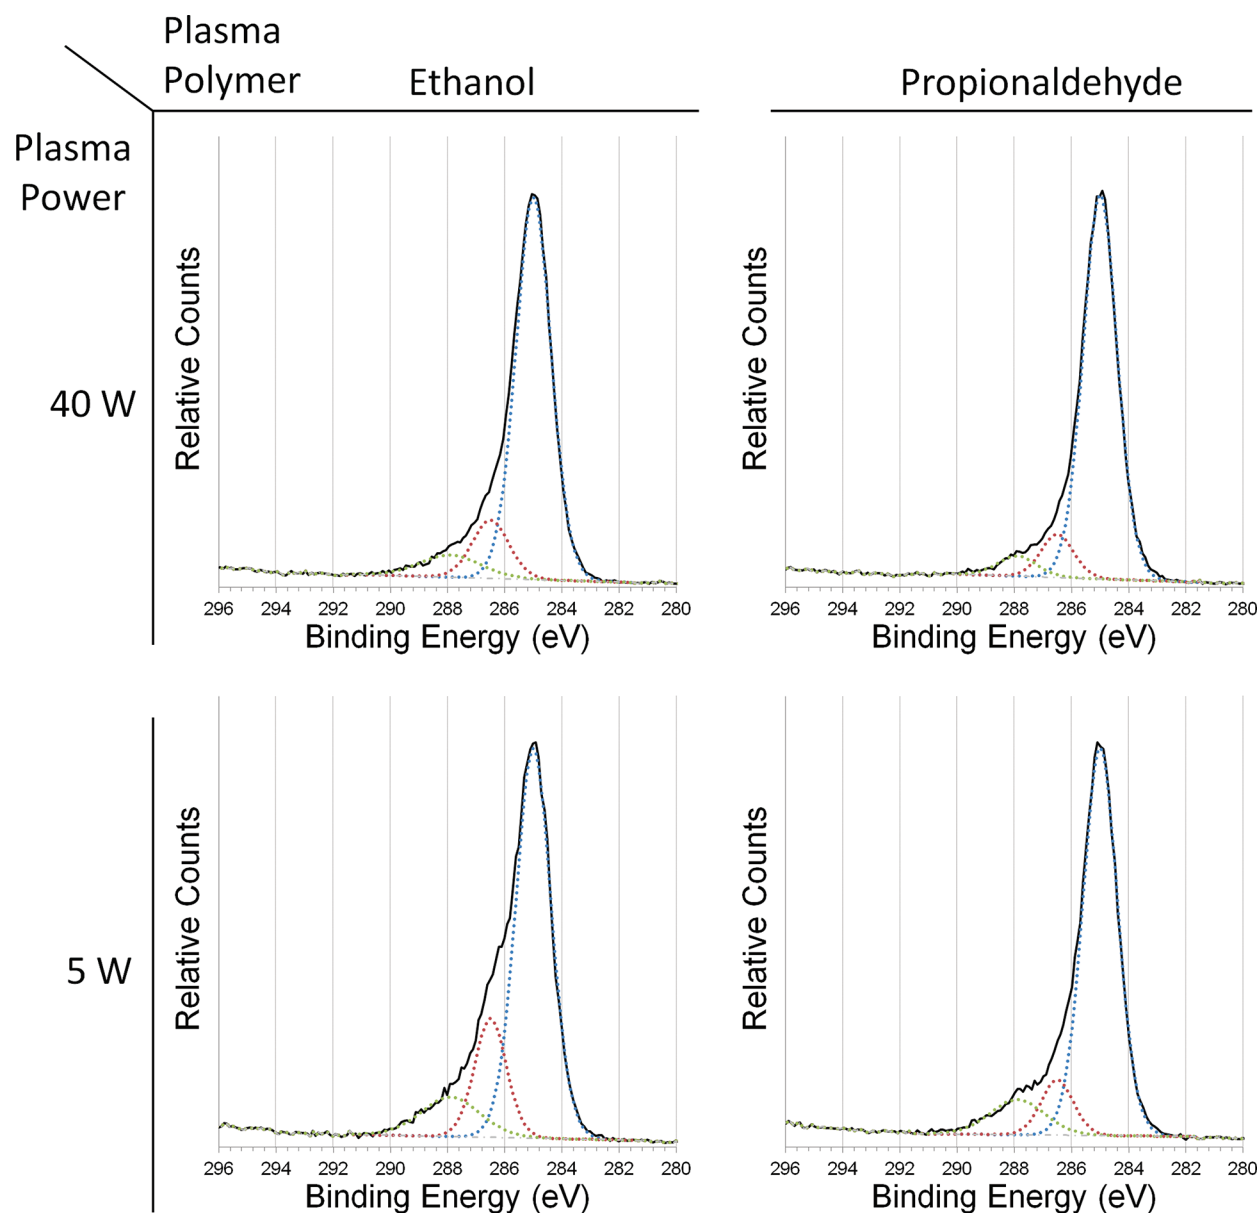 Plasma
Polymer
Ethanol
Propionaldehyde
Plasma
Power
40 W
Relative Counts
296 294 292 290 288 286 284 282 280
Binding Energy (eV)
Relative Counts
296 294 292 290 288 286 284 282 280
Binding Energy (eV)
5 W
Relative Counts
296 294 292 290 288 286 284 282 280
Binding Energy (eV)
Relative Counts
296 294 292 290 288 286 284 282 280
Binding Energy (eV)